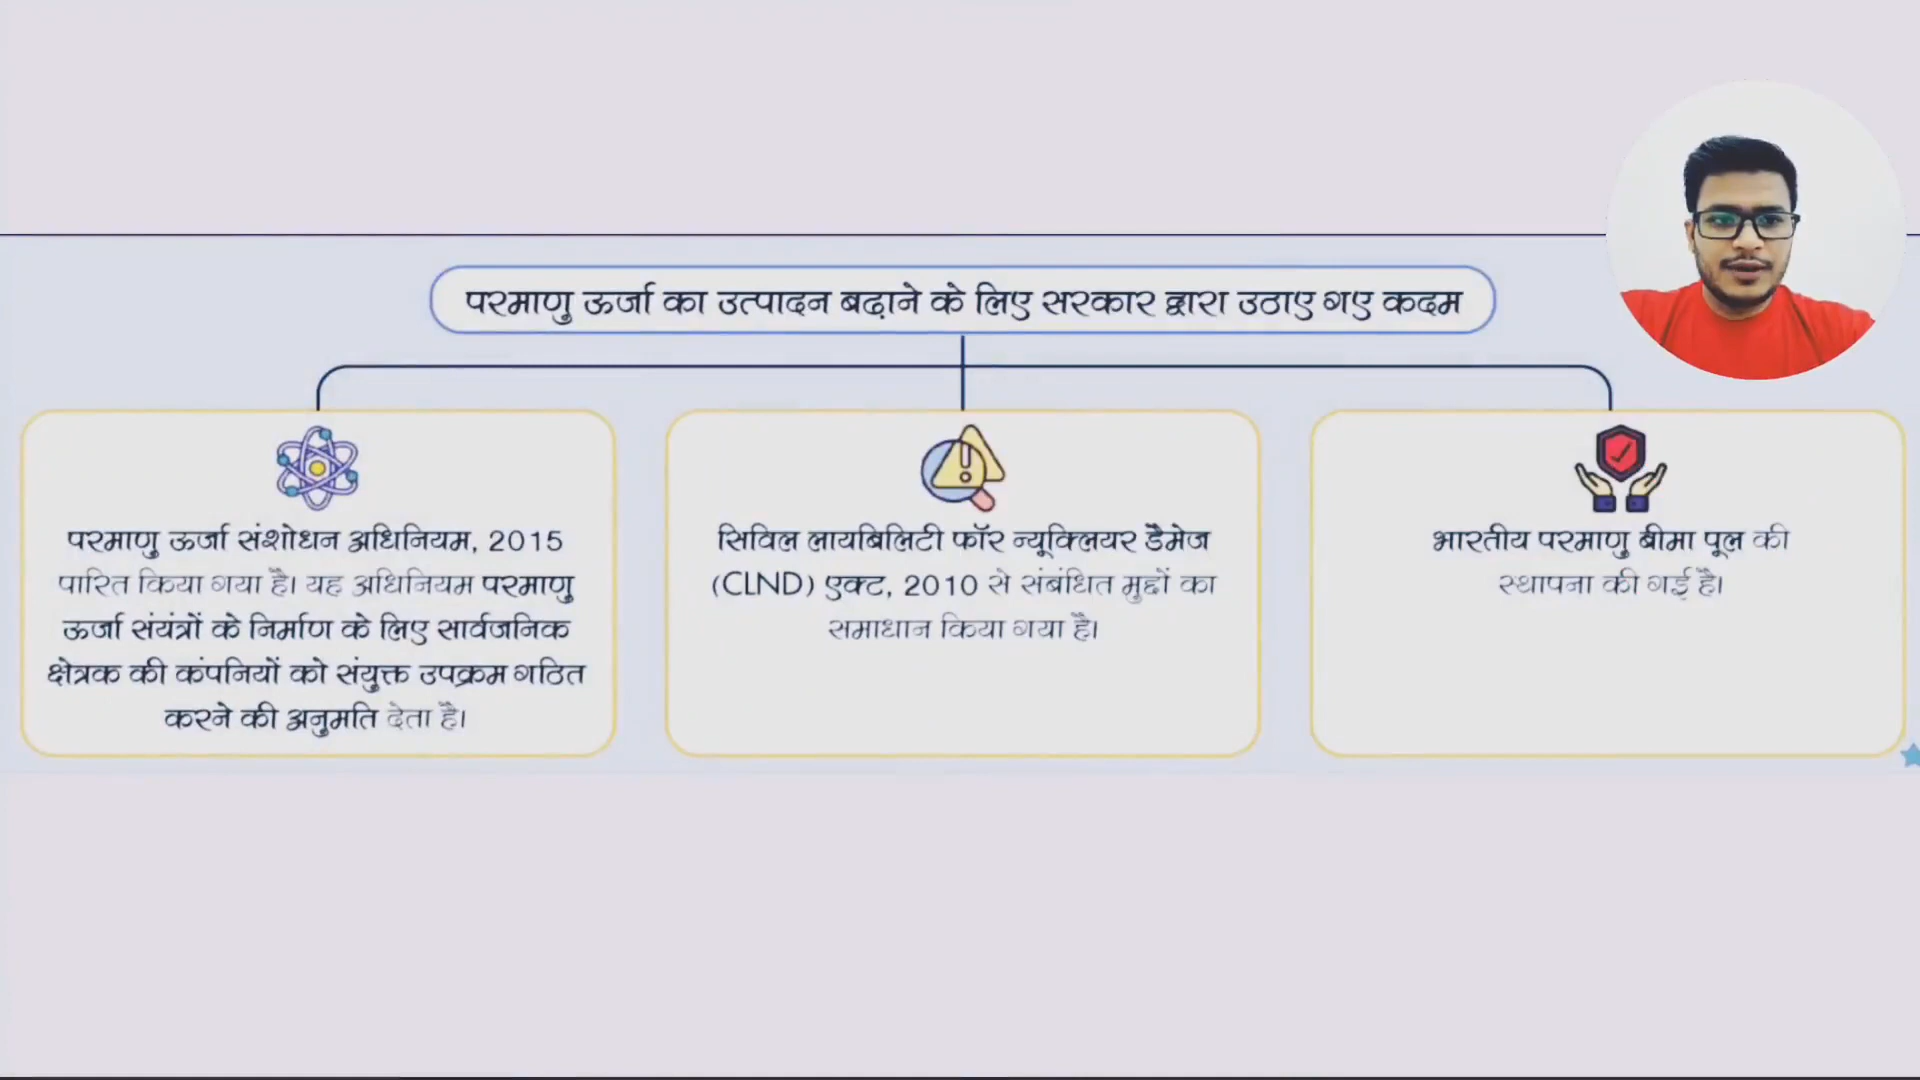 परमाणु ऊर्जा का उत्पादन बढ़ाने के लिए सरकार द्वारा उठाए गए कदम
परमाणु ऊर्जा संशोधन अधिनियम, 2015
पारित किया गया है। यह अधिनियम परमाणु
ऊर्जा संयंत्रों के निर्माण के लिए सार्वजनिक
क्षेत्रक की कंपनियों को संयुक्त उपक्रम गठित
करने की अनुमति देता है।
सिविल लायबिलिटी फॉर न्यूक्लियर डैमेज
(CLND) एक्ट, 2010 से संबंधित मुद्दों का
समाधान किया गया है।
भारतीय परमाणु बीमा पूल की
स्थापना की गई है।